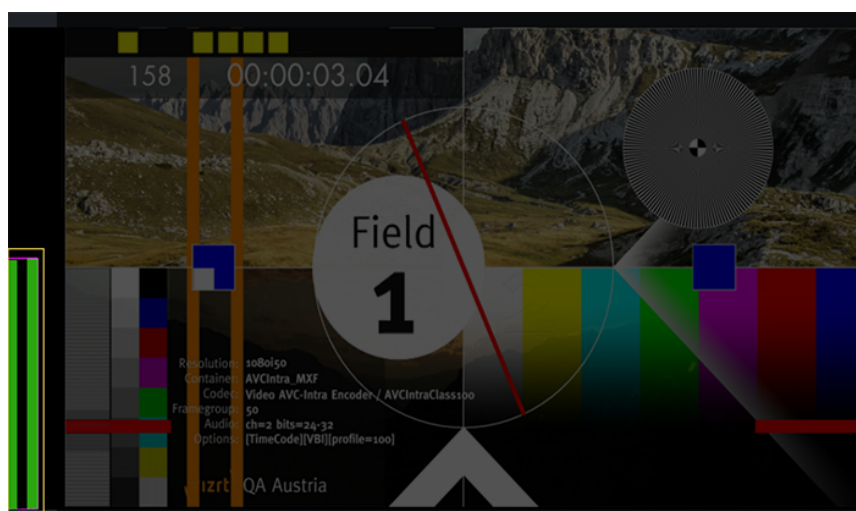 158 00:00:03.04
Field
1
Resolution: 1080i50
Container: AVCIntra_MXF
Codec: Video AVC-Intra Encoder / AVCIntraClass100
Framegroup: 50
Audio: ch=2 bits=24-32
Options: [TimeCode][VBI][profile=100]
vizrt QA Austria